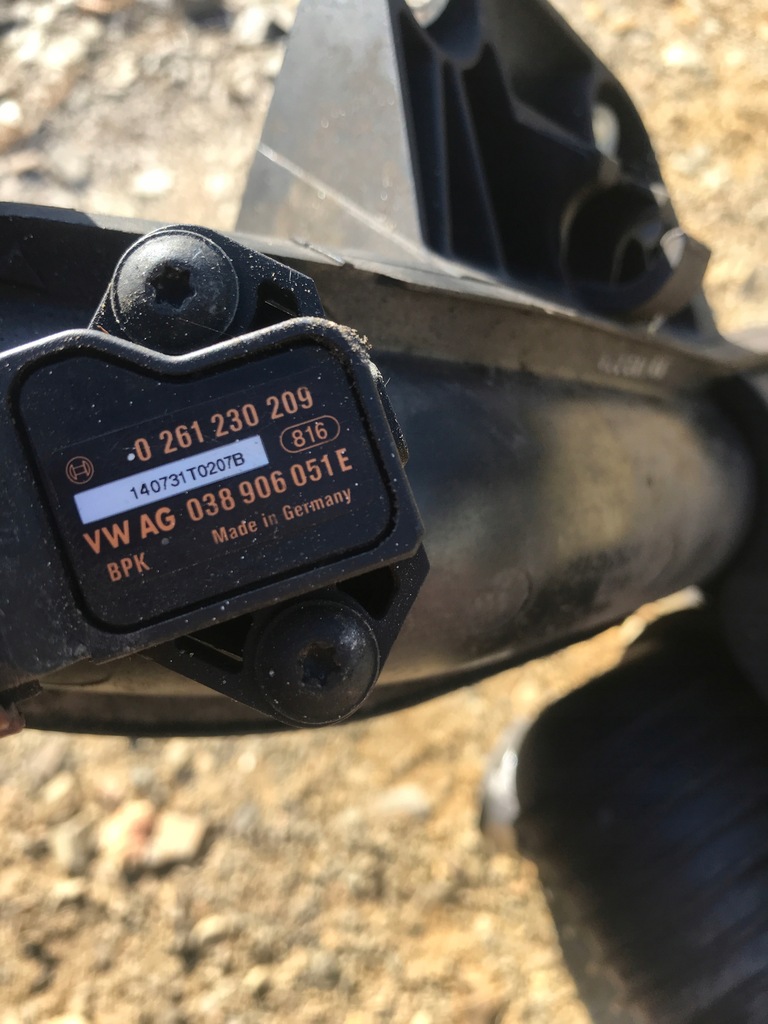 0 261 230 209
816
140731T0207B
VW AG 038 906 051 E
Made in Germany
BPK